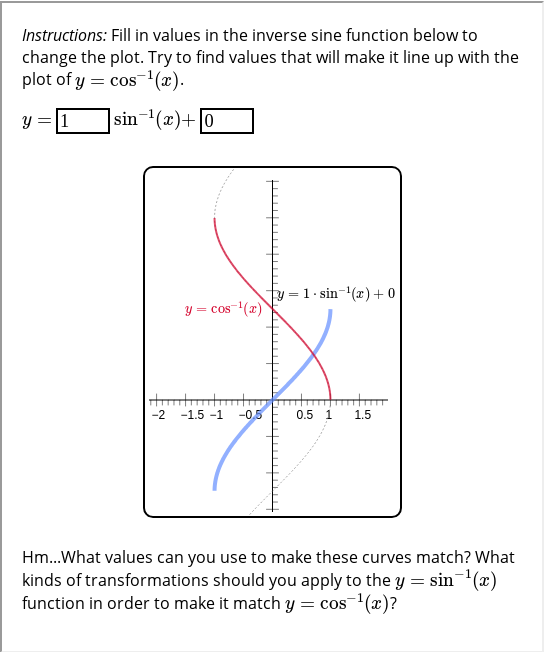 Instructions: Fill in values in the inverse sine function below to
change the plot. Try to find values that will make it line up with the
plot of y = cos⁻¹(x).
y = 1 sin⁻¹(x)+ 0
y = 1 · sin⁻¹(x) + 0
y = cos⁻¹(x)
−2 −1.5 −1 −0.5 0.5 1 1.5
Hm...What values can you use to make these curves match? What
kinds of transformations should you apply to the y = sin⁻¹(x)
function in order to make it match y = cos⁻¹(x)?